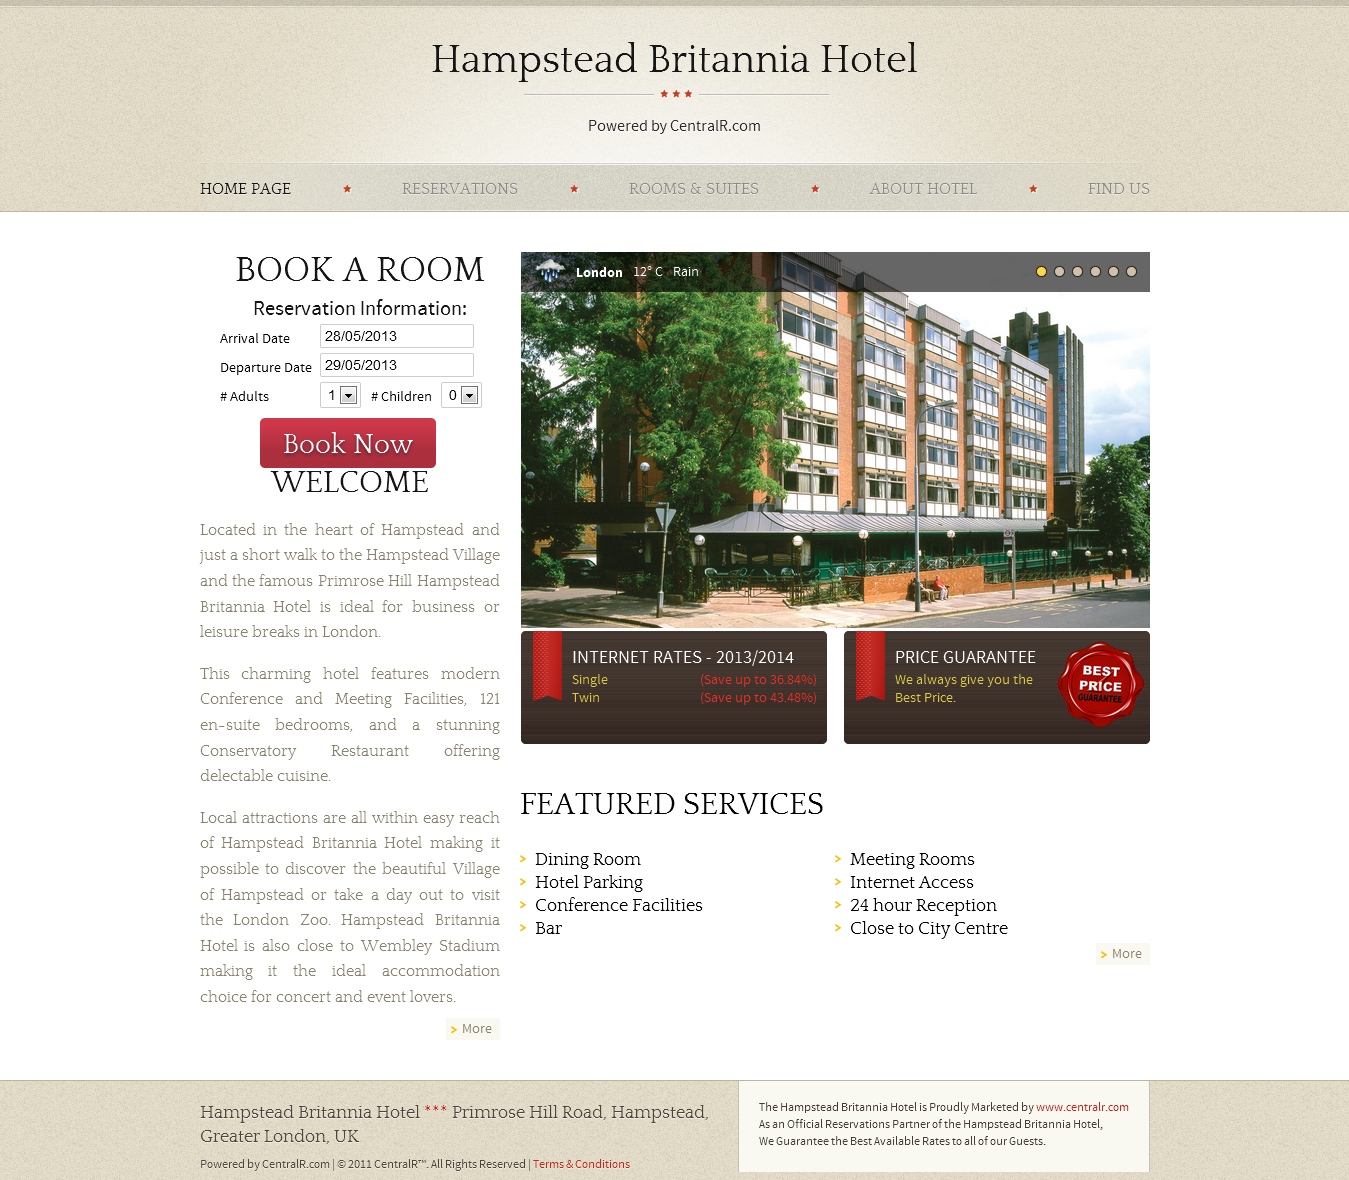 Hampstead Britannia Hotel
Powered by CentralR.com
HOME PAGE RESERVATIONS ROOMS & SUITES ABOUT HOTEL FIND US
BOOK A ROOM
Reservation Information:
Arrival Date 28/05/2013
Departure Date 29/05/2013
# Adults 1 # Children 0
Book Now
WELCOME
Located in the heart of Hampstead and
just a short walk to the Hampstead Village
and the famous Primrose Hill Hampstead
Britannia Hotel is ideal for business or
leisure breaks in London.
This charming hotel features modern
Conference and Meeting Facilities, 121
en-suite bedrooms, and a stunning
Conservatory Restaurant offering
delectable cuisine.
Local attractions are all within easy reach
of Hampstead Britannia Hotel making it
possible to discover the beautiful Village
of Hampstead or take a day out to visit
the London Zoo. Hampstead Britannia
Hotel is also close to Wembley Stadium
making it the ideal accommodation
choice for concert and event lovers.
More
London 12° C Rain
INTERNET RATES - 2013/2014
Single (Save up to 36.84%)
Twin (Save up to 43.48%)
PRICE GUARANTEE
We always give you the
Best Price.
BEST
PRICE
GUARANTEE
FEATURED SERVICES
Dining Room
Hotel Parking
Conference Facilities
Bar
Meeting Rooms
Internet Access
24 hour Reception
Close to City Centre
More
Hampstead Britannia Hotel *** Primrose Hill Road, Hampstead,
Greater London, UK
Powered by CentralR.com | © 2011 CentralR™. All Rights Reserved | Terms & Conditions
The Hampstead Britannia Hotel is Proudly Marketed by www.centralr.com
As an Official Reservations Partner of the Hampstead Britannia Hotel,
We Guarantee the Best Available Rates to all of our Guests.